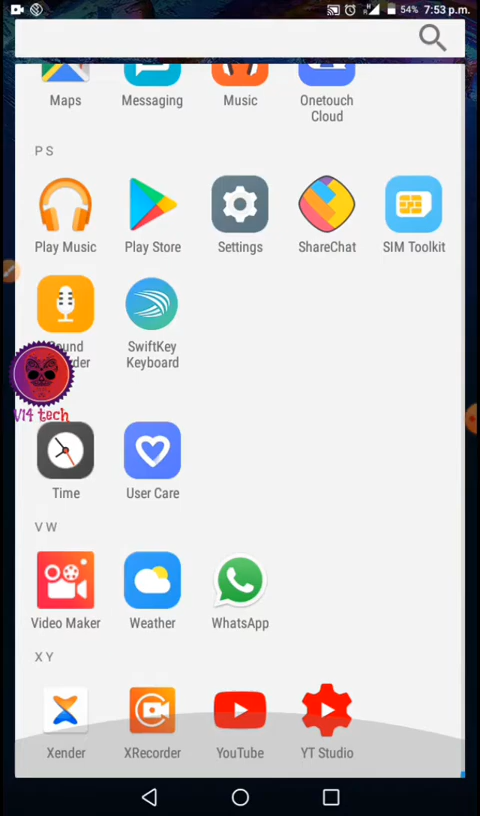 54% 7:53 p.m.
Maps Messaging Music Onetouch Cloud
P S
Play Music Play Store Settings ShareChat SIM Toolkit
SwiftKey Keyboard
V14 tech
Time User Care
V W
Video Maker Weather WhatsApp
X Y
Xender XRecorder YouTube YT Studio